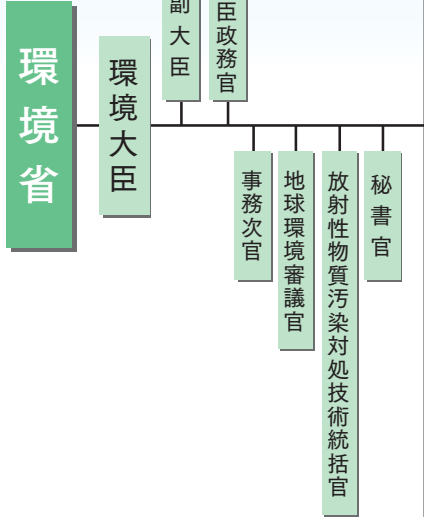 環境省
環境大臣
副大臣
臣政務官
事務次官
地球環境審議官
放射性物質汚染対処技術統括官
秘書官